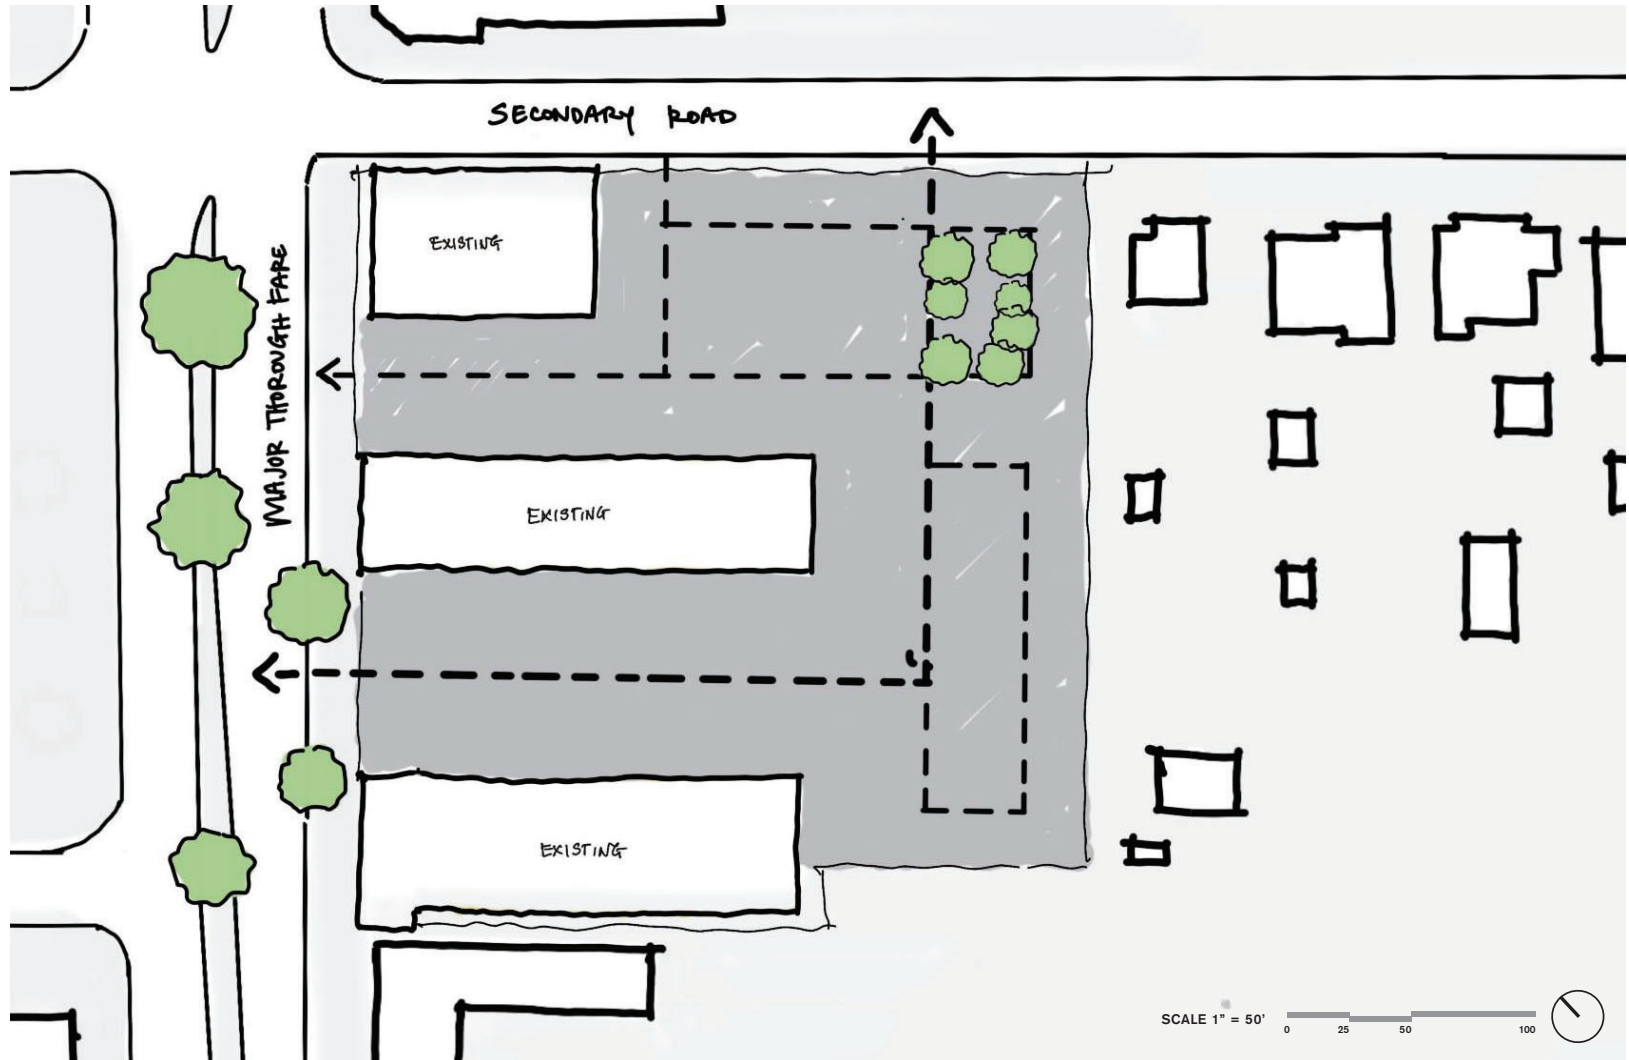 SECONDARY ROAD
EXISTING
MAJOR THOROUGH FARE
EXISTING
EXISTING
SCALE 1" = 50'
0 25 50 100